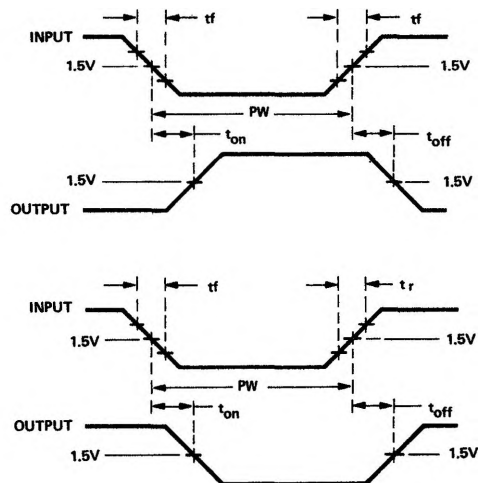 tf tf
INPUT
1.5V 1.5V
PW
ton toff
1.5V 1.5V
OUTPUT
tf tr
INPUT
1.5V 1.5V
PW
ton toff
OUTPUT
1.5V 1.5V